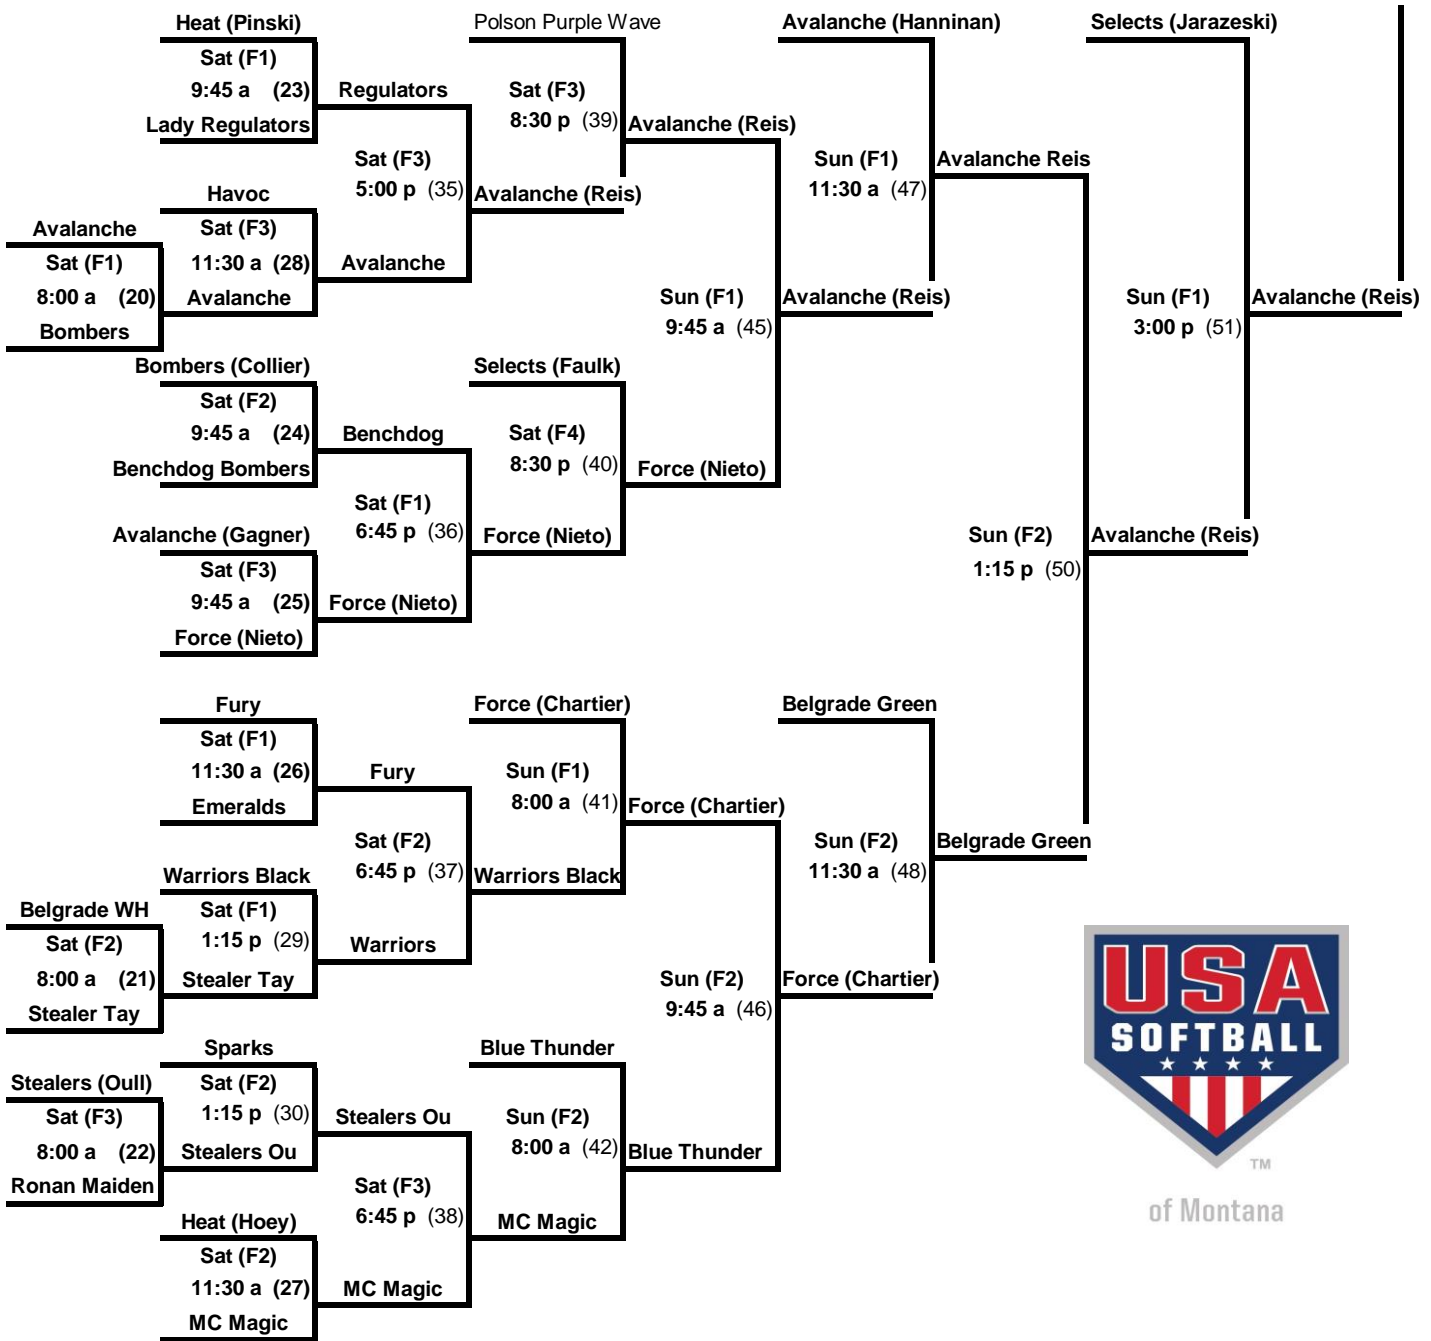 Heat (Pinski)
Polson Purple Wave
Avalanche (Hanninan)
Selects (Jarazeski)
Sat (F1)
9:45 a (23)
Regulators
Sat (F3)
8:30 p (39)
Lady Regulators
Avalanche (Reis)
Sat (F3)
5:00 p (35)
Sun (F1)
11:30 a (47)
Avalanche Reis
Havoc
Avalanche (Reis)
Avalanche
Sat (F3)
11:30 a (28)
Sat (F1)
8:00 a (20)
Avalanche
Avalanche
Bombers
Sun (F1)
9:45 a (45)
Avalanche (Reis)
Sun (F1)
3:00 p (51)
Avalanche (Reis)
Bombers (Collier)
Selects (Faulk)
Sat (F2)
9:45 a (24)
Benchdog
Sat (F4)
8:30 p (40)
Benchdog Bombers
Force (Nieto)
Sat (F1)
6:45 p (36)
Avalanche (Gagner)
Force (Nieto)
Sun (F2)
1:15 p (50)
Avalanche (Reis)
Sat (F3)
9:45 a (25)
Force (Nieto)
Force (Nieto)
Fury
Force (Chartier)
Belgrade Green
Sat (F1)
11:30 a (26)
Fury
Sun (F1)
8:00 a (41)
Emeralds
Force (Chartier)
Sat (F2)
6:45 p (37)
Sun (F2)
11:30 a (48)
Belgrade Green
Warriors Black
Warriors Black
Belgrade WH
Sat (F1)
1:15 p (29)
Warriors
Sat (F2)
8:00 a (21)
Stealer Tay
Stealer Tay
Sun (F2)
9:45 a (46)
Force (Chartier)
Sparks
Blue Thunder
Stealers (Oull)
Sat (F2)
1:15 p (30)
Stealers Ou
Sat (F3)
8:00 a (22)
Stealers Ou
Sun (F2)
8:00 a (42)
Blue Thunder
Ronan Maiden
Sat (F3)
6:45 p (38)
Heat (Hoey)
MC Magic
Sat (F2)
11:30 a (27)
MC Magic
MC Magic
USA
SOFTBALL
TM
of Montana